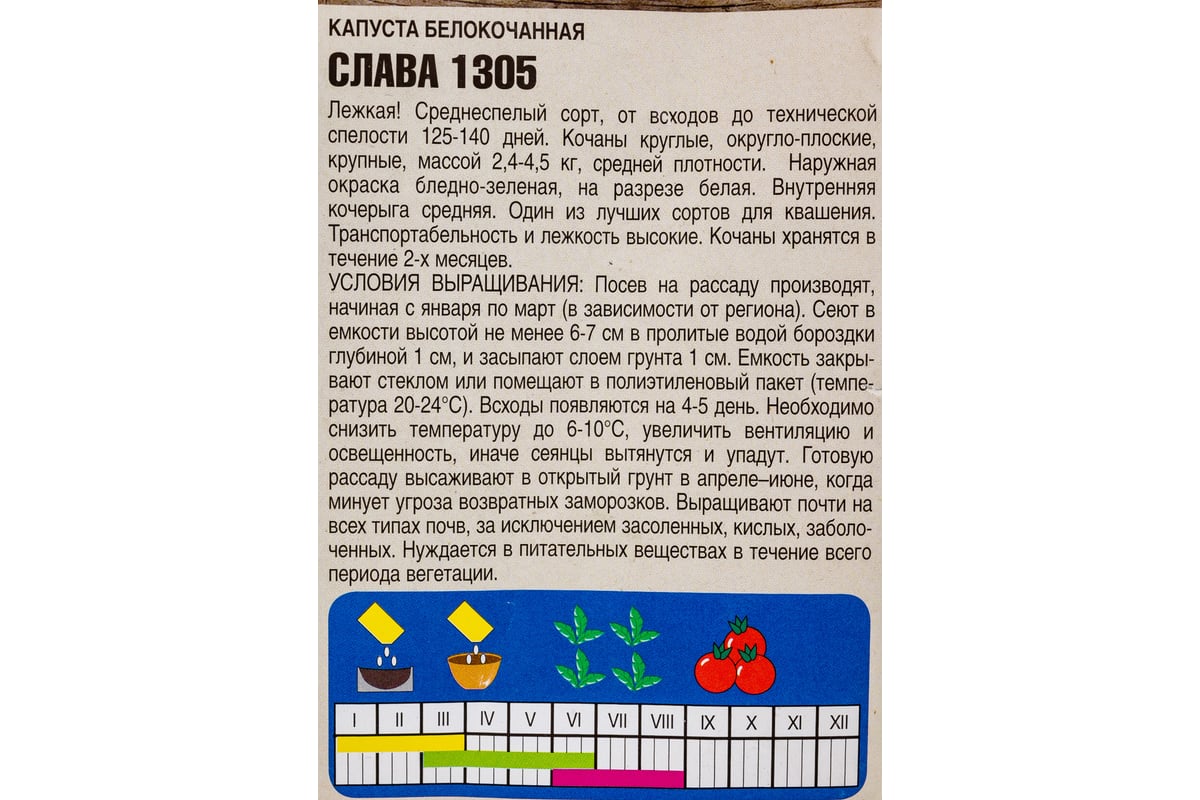 КАПУСТА БЕЛОКОЧАННАЯ
СЛАВА 1305
Лежкая! Среднеспелый сорт, от всходов до технической
спелости 125-140 дней. Кочаны круглые, округло-плоские,
крупные, массой 2,4-4,5 кг, средней плотности. Наружная
окраска бледно-зеленая, на разрезе белая. Внутренняя
кочерыга средняя. Один из лучших сортов для квашения.
Транспортабельность и лежкость высокие. Кочаны хранятся в
течение 2-х месяцев.
УСЛОВИЯ ВЫРАЩИВАНИЯ: Посев на рассаду производят,
начиная с января по март (в зависимости от региона). Сеют в
емкости высотой не менее 6-7 см в пролитые водой бороздки
глубиной 1 см, и засыпают слоем грунта 1 см. Емкость закры-
вают стеклом или помещают в полиэтиленовый пакет (темпе-
ратура 20-24°С). Всходы появляются на 4-5 день. Необходимо
снизить температуру до 6-10°С, увеличить вентиляцию и
освещенность, иначе сеянцы вытянутся и упадут. Готовую
рассаду высаживают в открытый грунт в апреле–июне, когда
минует угроза возвратных заморозков. Выращивают почти на
всех типах почв, за исключением засоленных, кислых, заболо-
ченных. Нуждается в питательных веществах в течение всего
периода вегетации.
I II III IV V VI VII VIII IX X XI XII